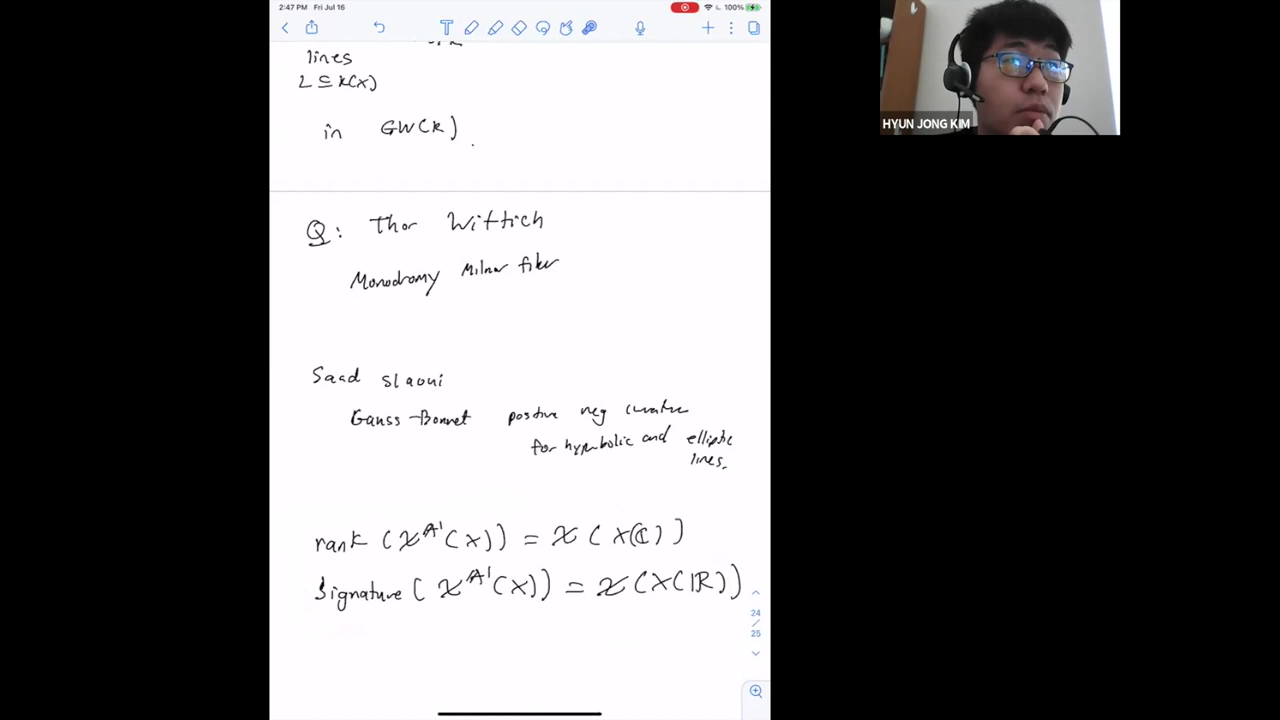 2:47 PM Fri Jul 16
100%
lines
L ⊆ k(X)
in GW(k).
Q: Thor Wittich
Monodromy Milnor fiber
Saad Slaoui
Gauss-Bonnet positive neg
for hyperbolic and elliptic
lines.
rank (χ^A¹(X)) = χ(X(ℂ))
Signature (χ^A¹(X)) = χ(X(ℝ))
24
/
25
HYUN JONG KIM